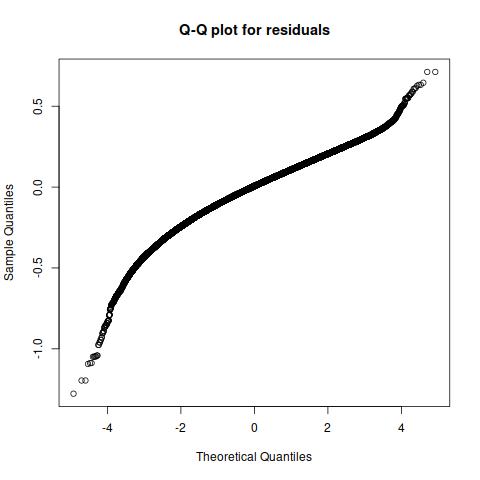 Q-Q plot for residuals
Sample Quantiles
0.5
0.0
-0.5
-1.0
-4 -2 0 2 4
Theoretical Quantiles